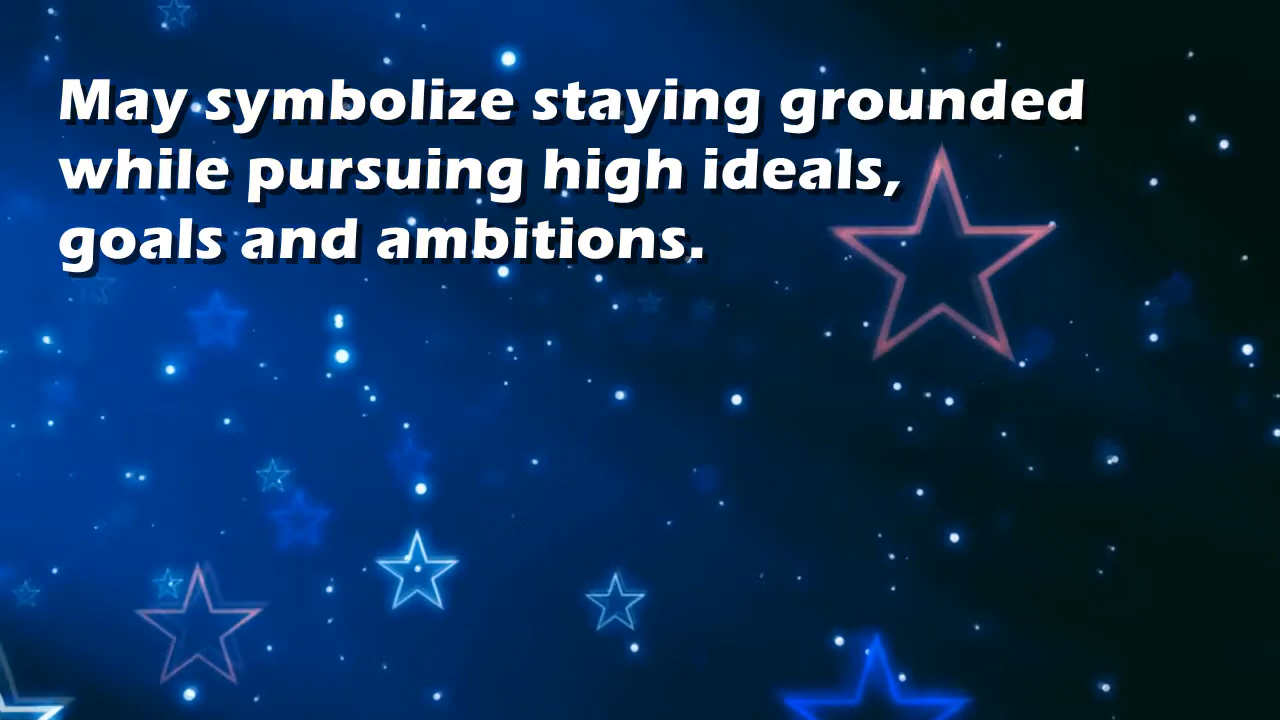 May symbolize staying grounded
while pursuing high ideals,
goals and ambitions.